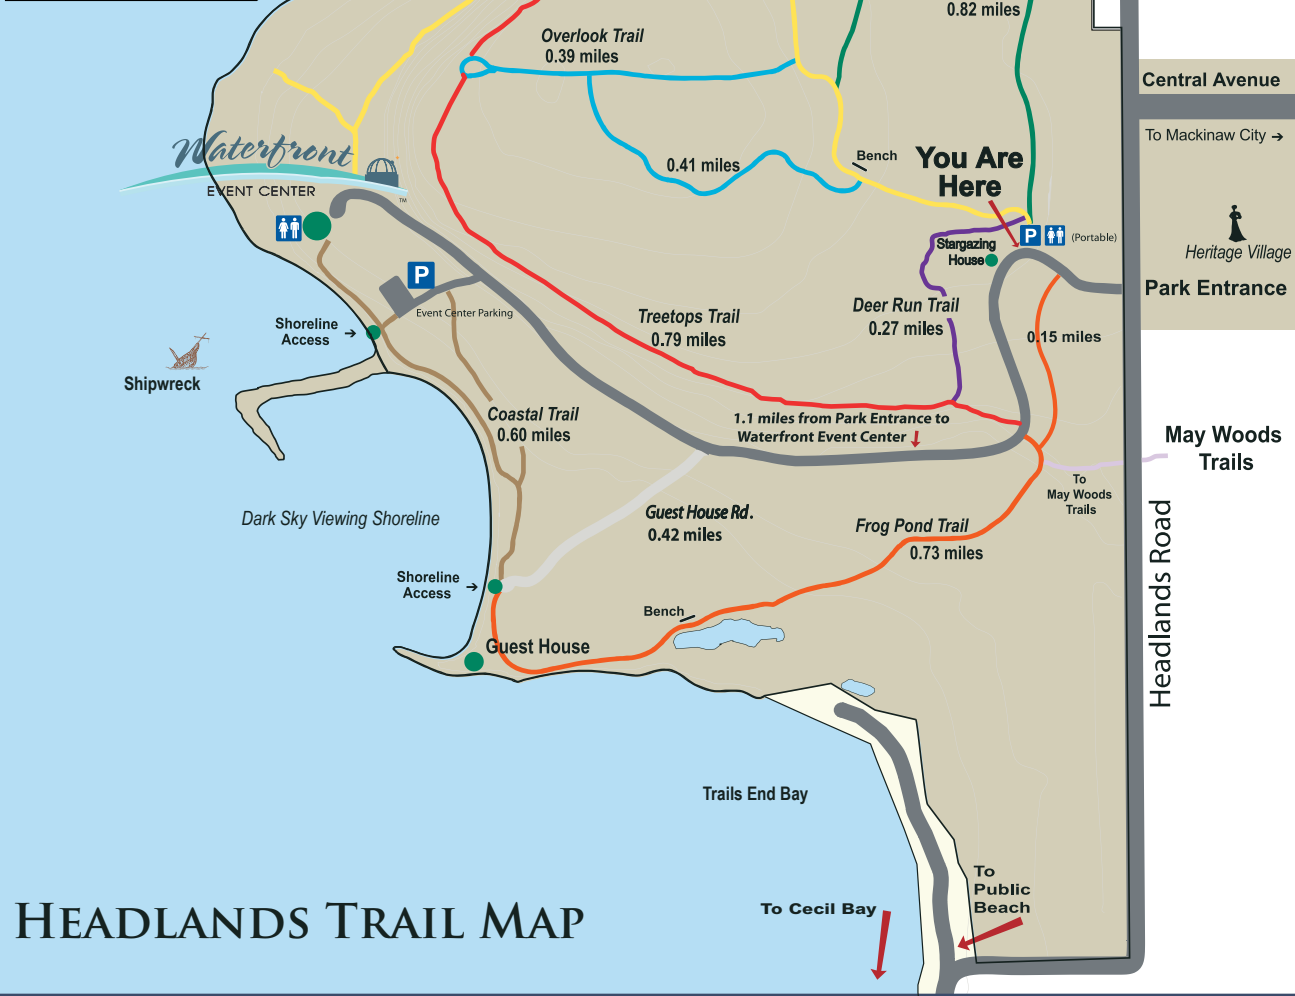 0.82 miles
Overlook Trail
0.39 miles
Central Avenue
To Mackinaw City →
Waterfront
EVENT CENTER
TM
0.41 miles
Bench
You Are
Here
P
(Portable)
Stargazing
House
Heritage Village
Park Entrance
P
Event Center Parking
Shoreline
Access →
Shipwreck
Treetops Trail
0.79 miles
Deer Run Trail
0.27 miles
0.15 miles
Coastal Trail
0.60 miles
1.1 miles from Park Entrance to
Waterfront Event Center
May Woods
Trails
To
May Woods
Trails
Dark Sky Viewing Shoreline
Guest House Rd.
0.42 miles
Frog Pond Trail
0.73 miles
Headlands Road
Shoreline
Access →
Bench
Guest House
Trails End Bay
To
Public
Beach
To Cecil Bay
HEADLANDS TRAIL MAP